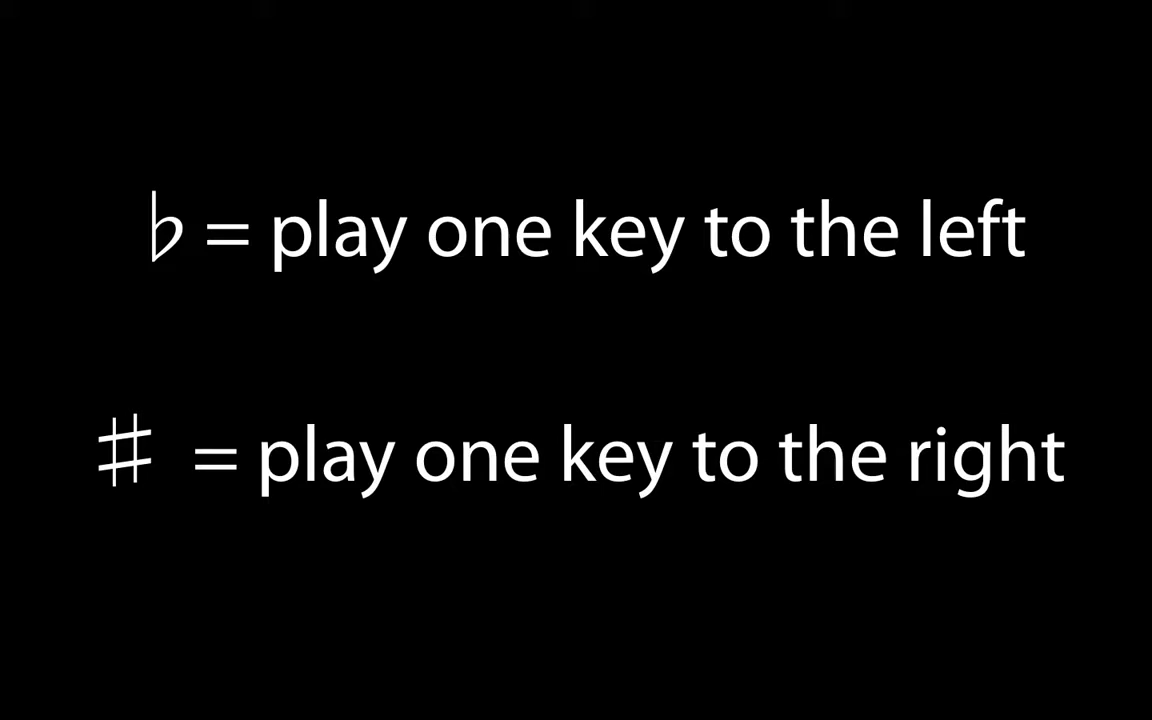 ♭ = play one key to the left
♯ = play one key to the right